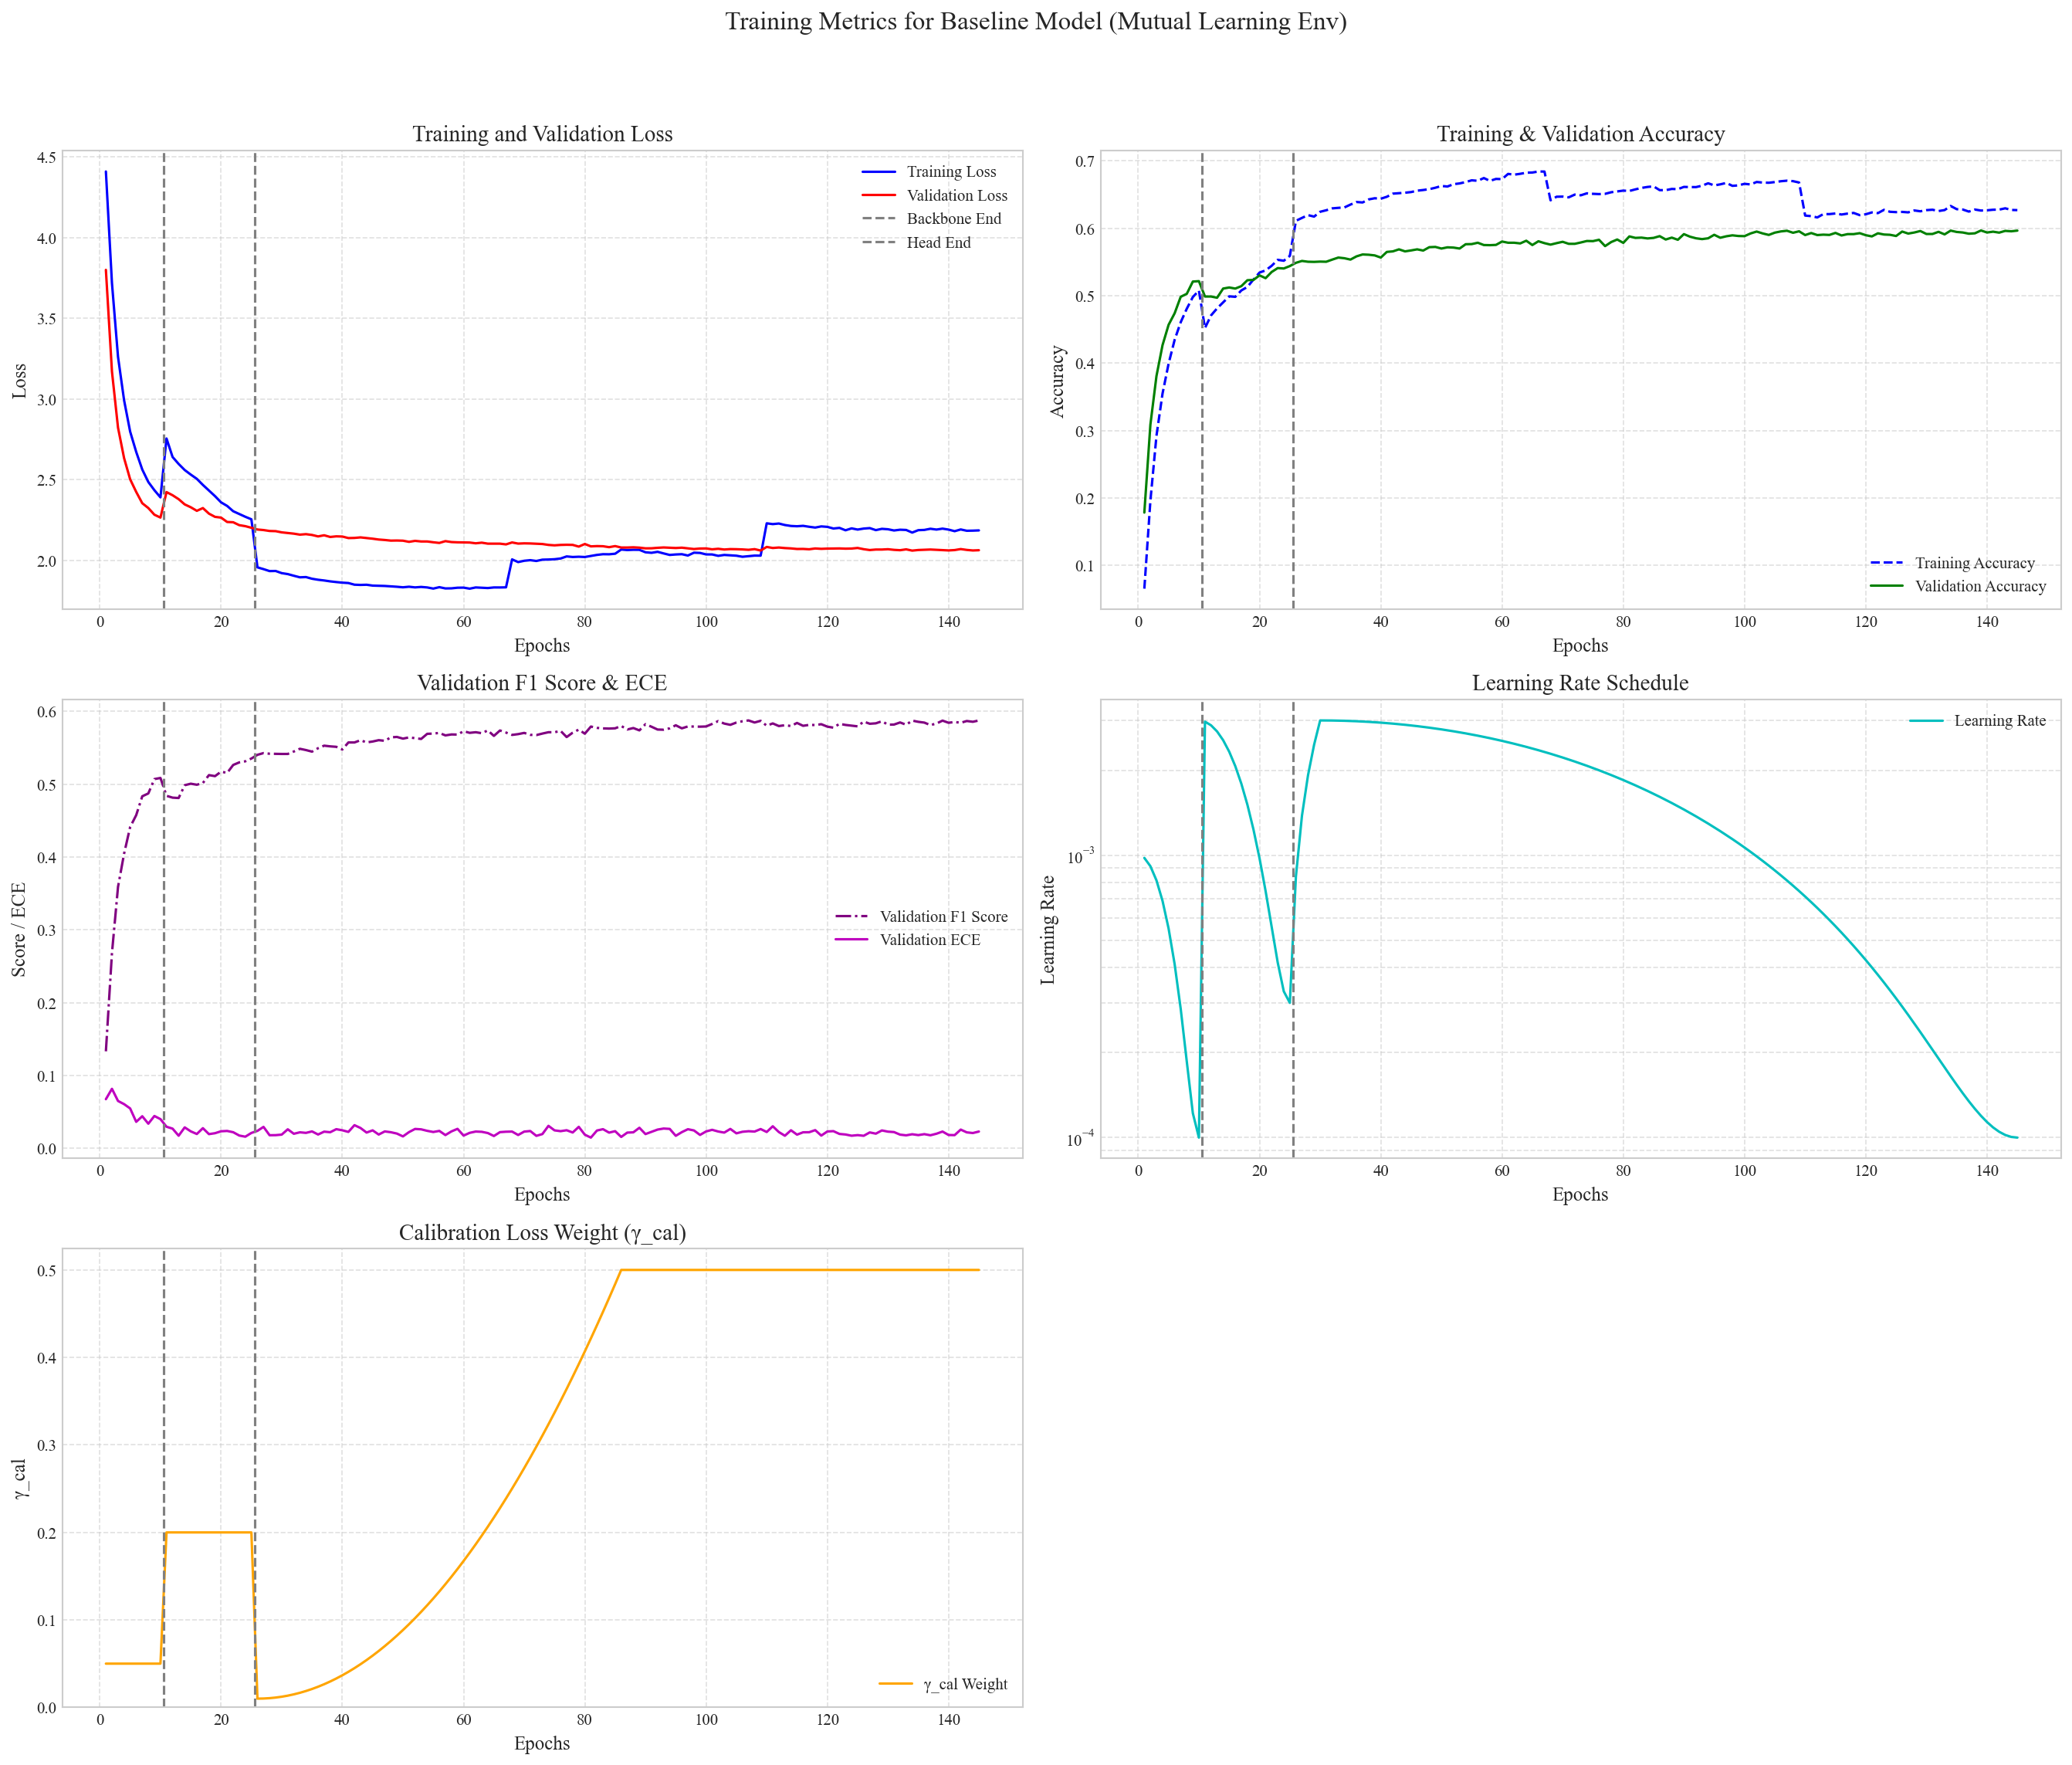 Training Metrics for Baseline Model (Mutual Learning Env)
Training and Validation Loss
4.5
4.0
3.5
3.0
2.5
2.0
Loss
Training Loss
Validation Loss
Backbone End
Head End
0 20 40 60 80 100 120 140
Epochs
Training & Validation Accuracy
0.7
0.6
0.5
0.4
0.3
0.2
0.1
Accuracy
Training Accuracy
Validation Accuracy
0 20 40 60 80 100 120 140
Epochs
Validation F1 Score & ECE
0.6
0.5
0.4
0.3
0.2
0.1
0.0
Score / ECE
Validation F1 Score
Validation ECE
0 20 40 60 80 100 120 140
Epochs
Learning Rate Schedule
Learning Rate
10⁻³
10⁻⁴
Learning Rate
0 20 40 60 80 100 120 140
Epochs
Calibration Loss Weight (γ_cal)
0.5
0.4
0.3
0.2
0.1
0.0
γ_cal
γ_cal Weight
0 20 40 60 80 100 120 140
Epochs